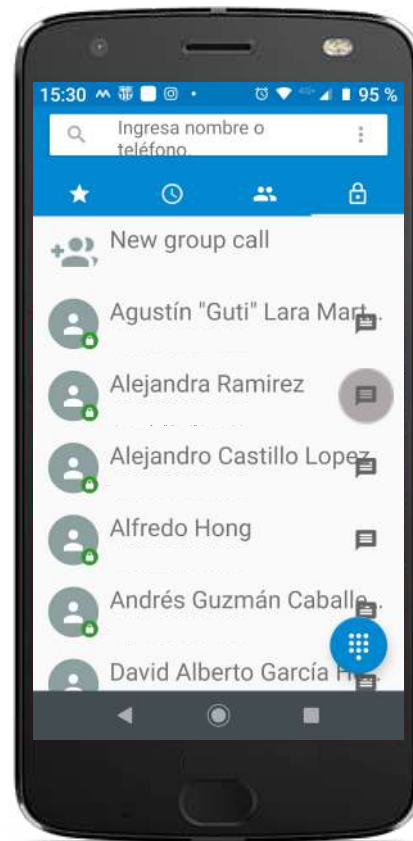 15:30 95 %
Ingresa nombre o
teléfono.
New group call
Agustín "Guti" Lara Mart...
Alejandra Ramirez
Alejandro Castillo Lopez
Alfredo Hong
Andrés Guzmán Caballe...
David Alberto García